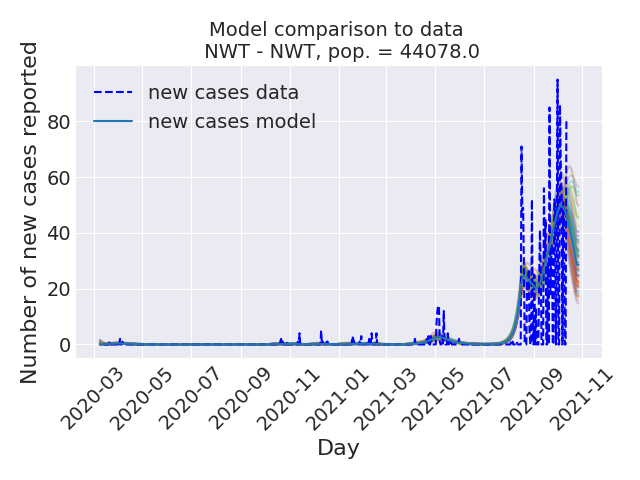 Model comparison to data
NWT - NWT, pop. = 44078.0
Number of new cases reported
new cases data
new cases model
80
60
40
20
0
2020-03
2020-05
2020-07
2020-09
2020-11
2021-01
2021-03
2021-05
2021-07
2021-09
2021-11
Day